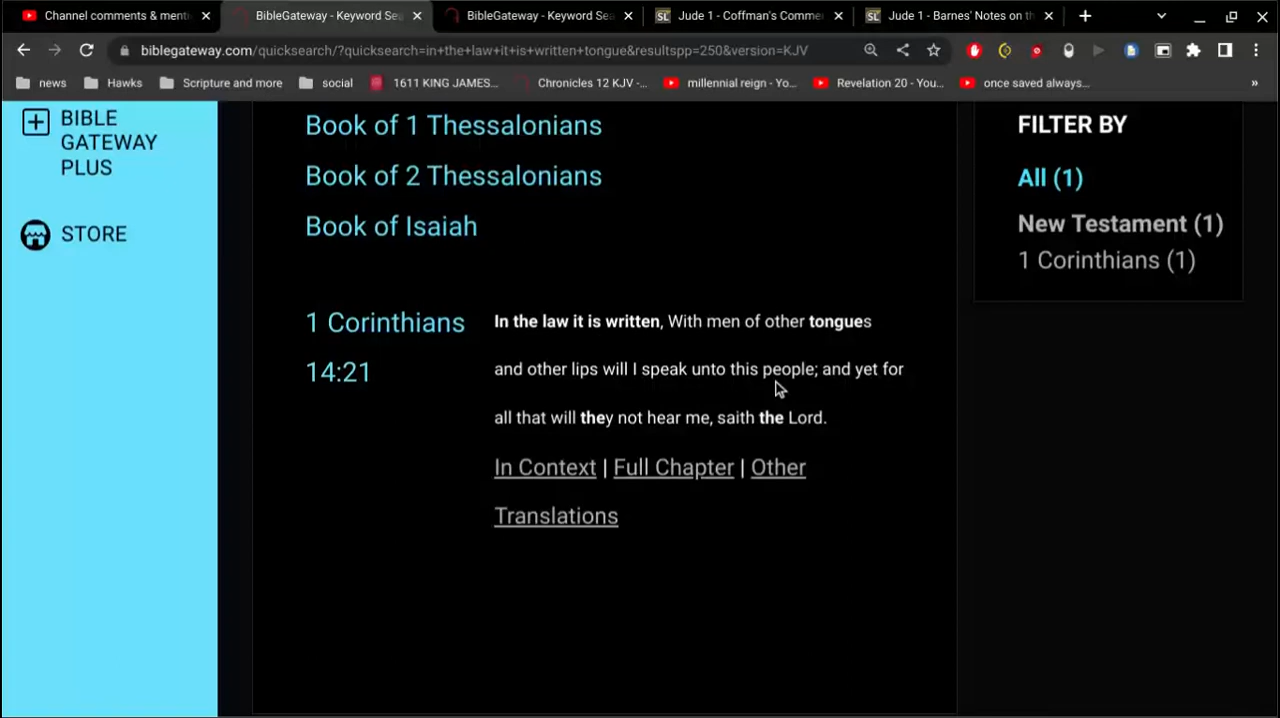 Channel comments & menti
BibleGateway - Keyword Sea
BibleGateway - Keyword Sea
Jude 1 - Coffman's Comme
Jude 1 - Barnes' Notes on th
biblegateway.com/quicksearch/?quicksearch=in+the+law+it+is+written+tongue&resultspp=250&version=KJV
news
Hawks
Scripture and more
social
1611 KING JAMES...
Chronicles 12 KJV -...
millennial reign - Yo...
Revelation 20 - You...
once saved always...
»
BIBLE
GATEWAY
PLUS
STORE
Book of 1 Thessalonians
Book of 2 Thessalonians
Book of Isaiah
1 Corinthians
14:21
In the law it is written, With men of other tongues
and other lips will I speak unto this people; and yet for
all that will they not hear me, saith the Lord.
In Context | Full Chapter | Other
Translations
FILTER BY
All (1)
New Testament (1)
1 Corinthians (1)